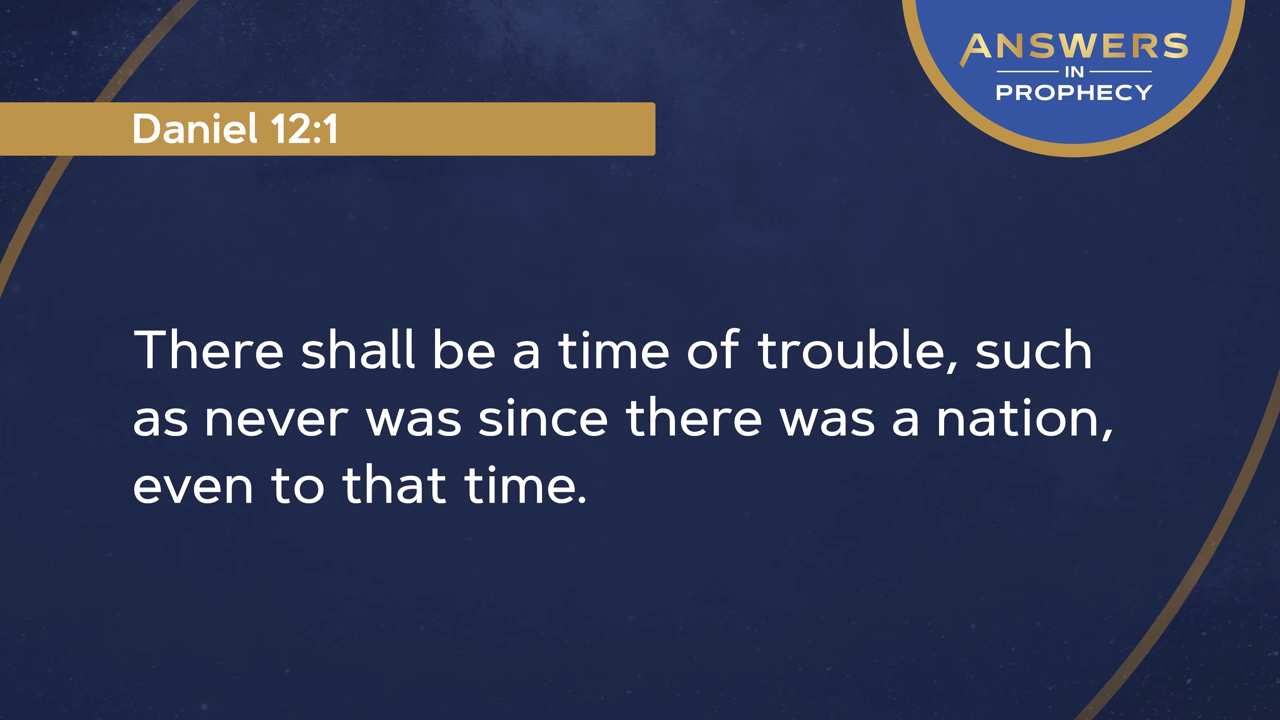 ANSWERS
IN
PROPHECY
Daniel 12:1
There shall be a time of trouble, such
as never was since there was a nation,
even to that time.